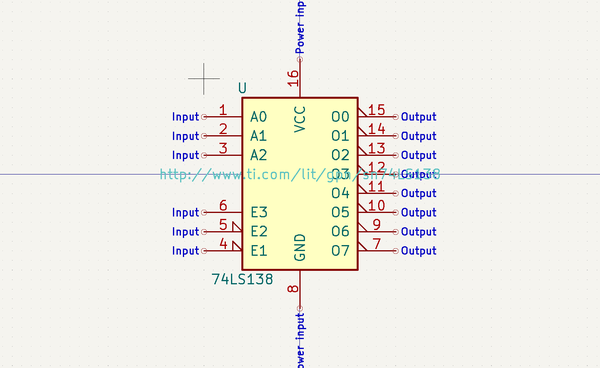 Power inp
16
U
VCC
Input 1 A0 O0 15 Output
Input 2 A1 O1 14 Output
Input 3 A2 O2 13 Output
http://www.ti.com/lit/gpn/sn74LS138
O3 12 Output
O4 11 Output
Input 6 E3 O5 10 Output
Input 5 E2 O6 9 Output
Input 4 E1 O7 7 Output
GND
74LS138
8
ower input